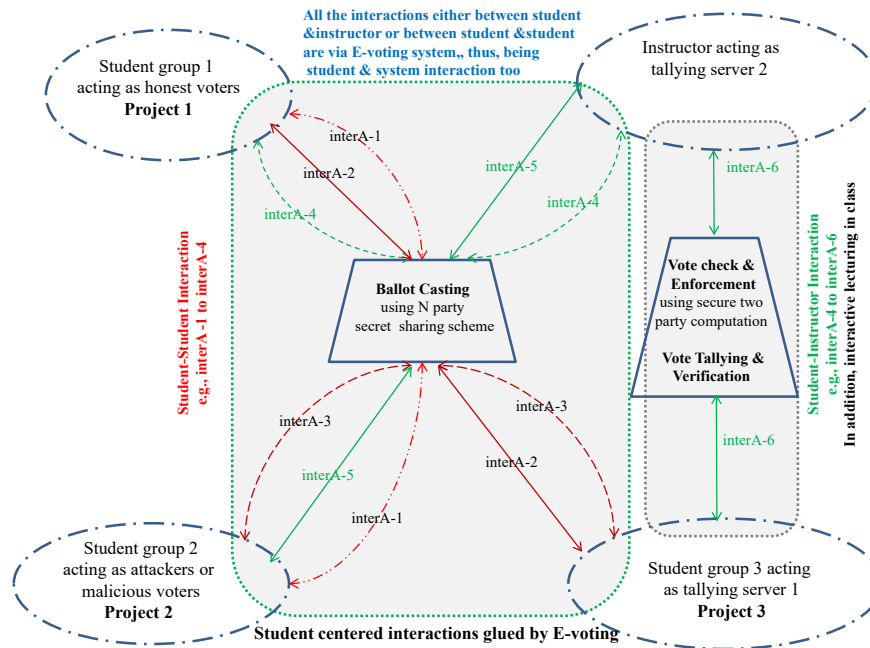 All the interactions either between student
&instructor or between student &student
are via E-voting system,, thus, being
student & system interaction too
Student group 1
acting as honest voters
Project 1
Instructor acting as
tallying server 2
interA-1
interA-2
interA-4
interA-5
interA-4
interA-6
Ballot Casting
using N party
secret sharing scheme
Vote check &
Enforcement
using secure two
party computation
Vote Tallying &
Verification
Student-Student Interaction
e.g., interA -1 to interA-4
Student-Instructor Interaction
e.g., interA-4 to interA-6
In addition, interactive lecturing in class
interA-3
interA-5
interA-1
interA-3
interA-2
interA-6
Student group 2
acting as attackers or
malicious voters
Project 2
Student group 3 acting
as tallying server 1
Project 3
Student centered interactions glued by E-voting